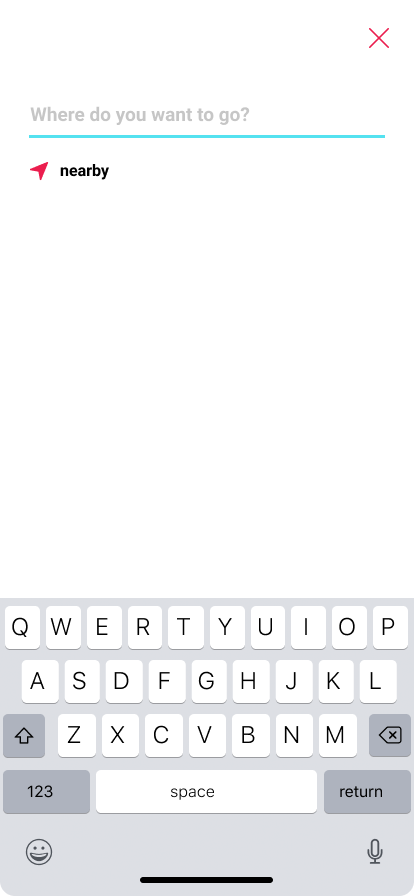 Where do you want to go?
nearby
Q W E R T Y U I O P
A S D F G H J K L
Z X C V B N M
123 space return